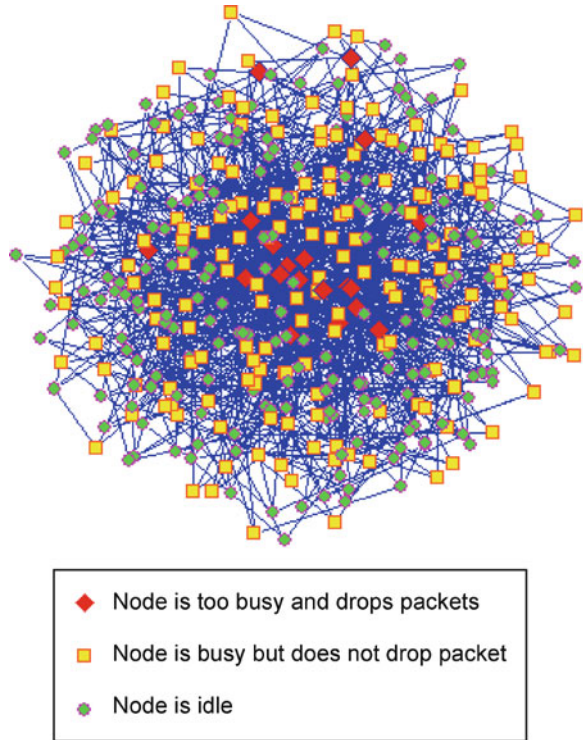 Node is too busy and drops packets
Node is busy but does not drop packet
Node is idle